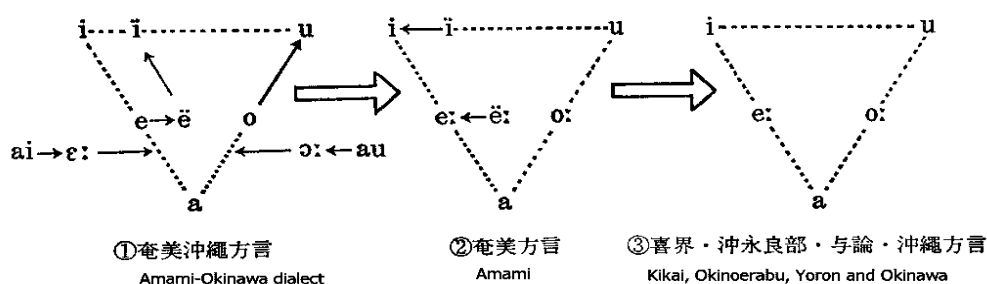 i ï u i ← ï u i u
e → ë o eː ← ëː oː eː oː
ai → ɛː ɔː ← au
a a a
①奄美沖縄方言 ②奄美方言 ③喜界・沖永良部・与論・沖縄方言
Amami-Okinawa dialect Amami Kikai, Okinoerabu, Yoron and Okinawa